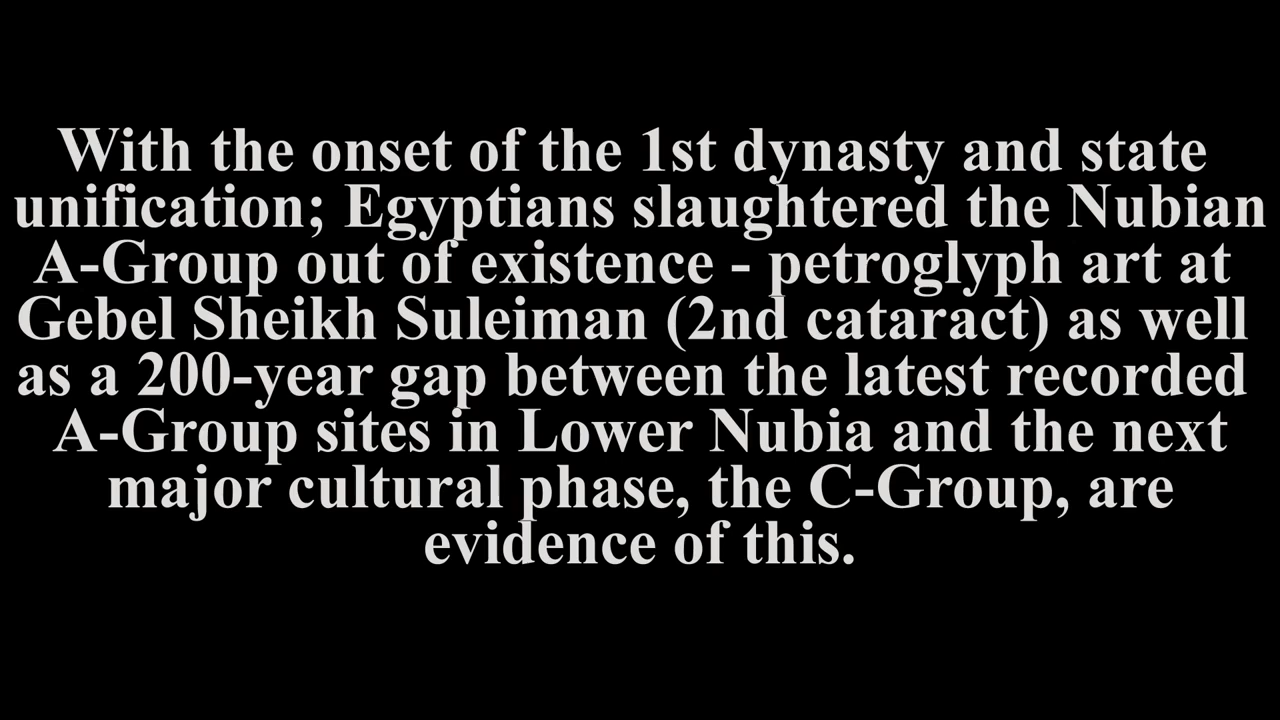 With the onset of the 1st dynasty and state
unification; Egyptians slaughtered the Nubian
A-Group out of existence - petroglyph art at
Gebel Sheikh Suleiman (2nd cataract) as well
as a 200-year gap between the latest recorded
A-Group sites in Lower Nubia and the next
major cultural phase, the C-Group, are
evidence of this.